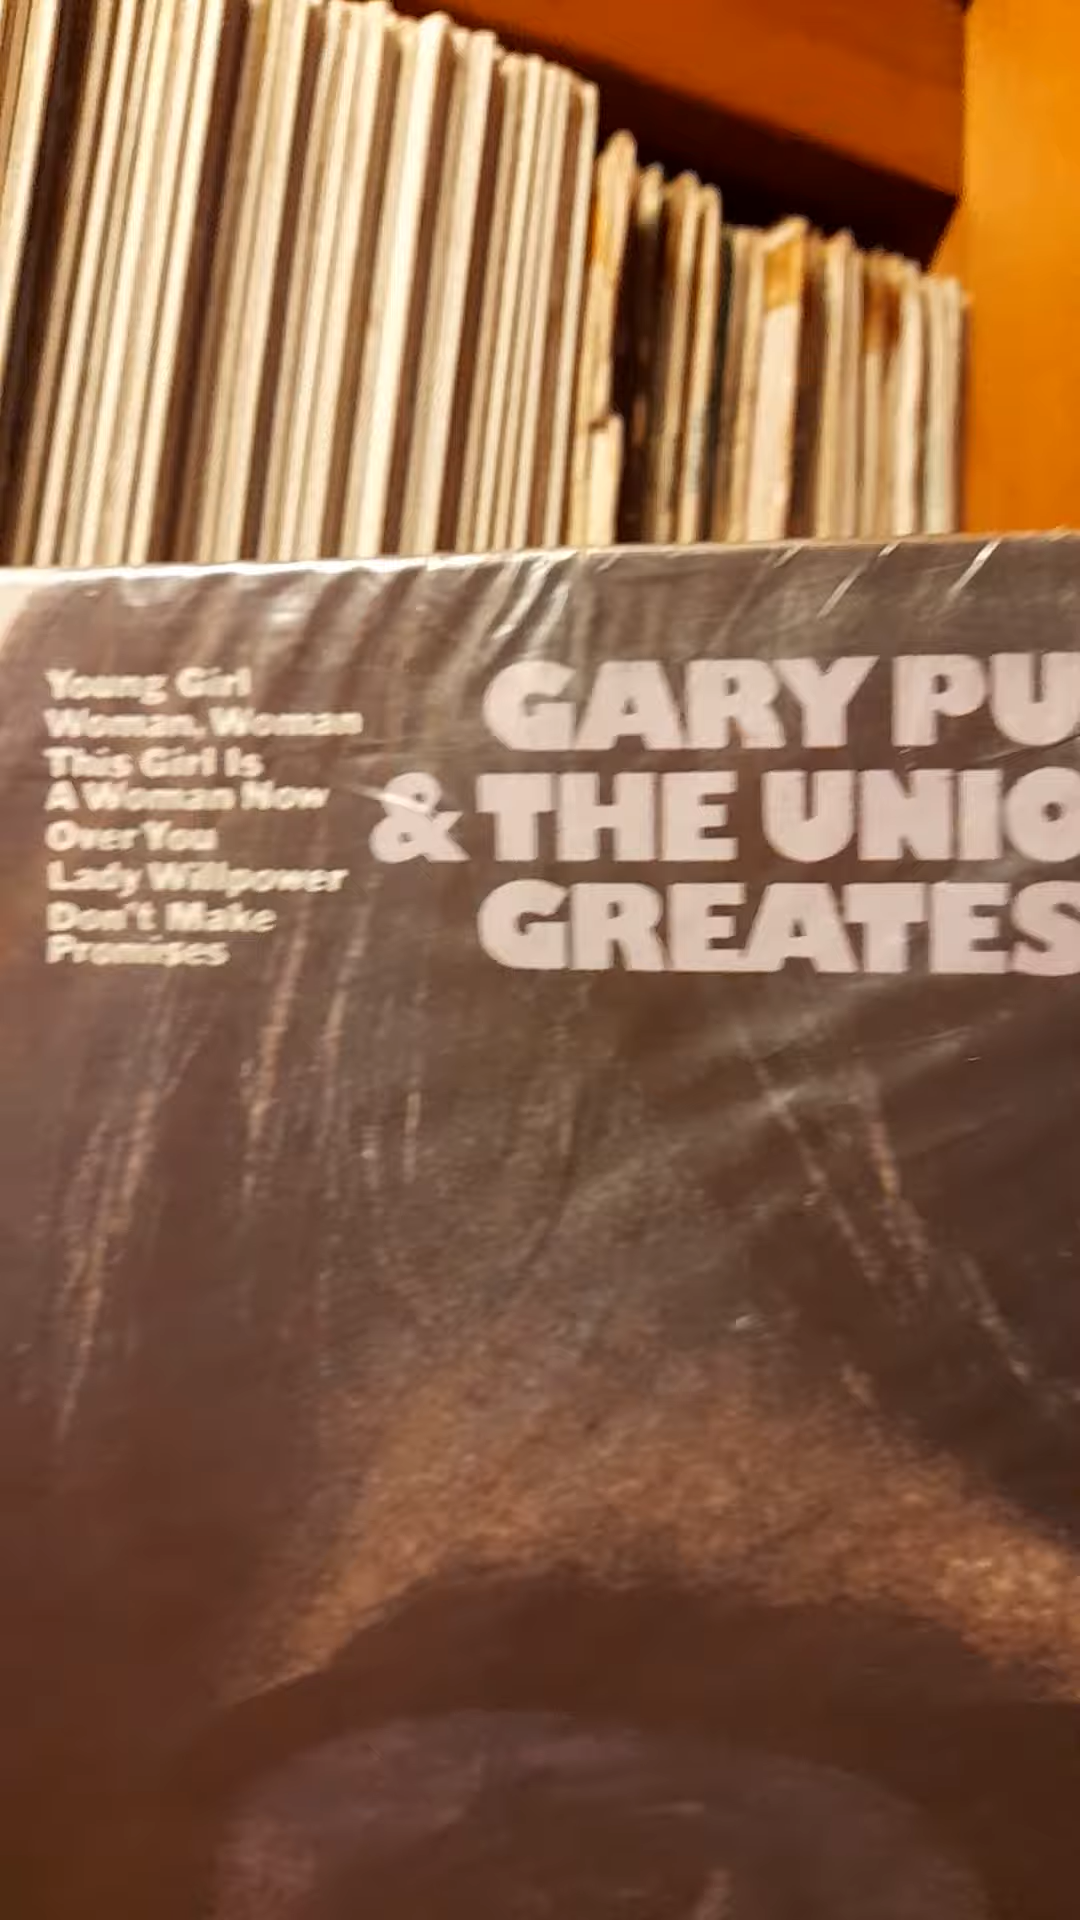 Young Girl
Woman, Woman
This Girl Is
A Woman Now
Over You
Lady Willpower
Don't Make
Promises
GARY PU
& THE UNIO
GREATES